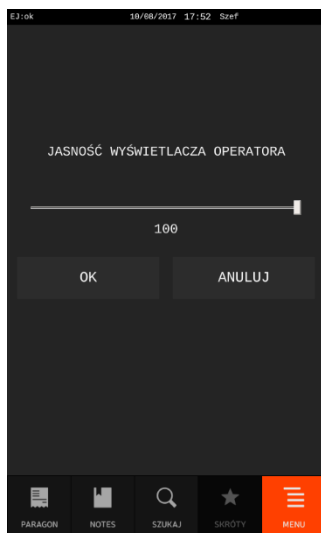 EJ:ok 10/08/2017 17:52 Szef
JASNOŚĆ WYŚWIETLACZA OPERATORA
100
OK ANULUJ
PARAGON NOTES SZUKAJ SKRÓTY MENU